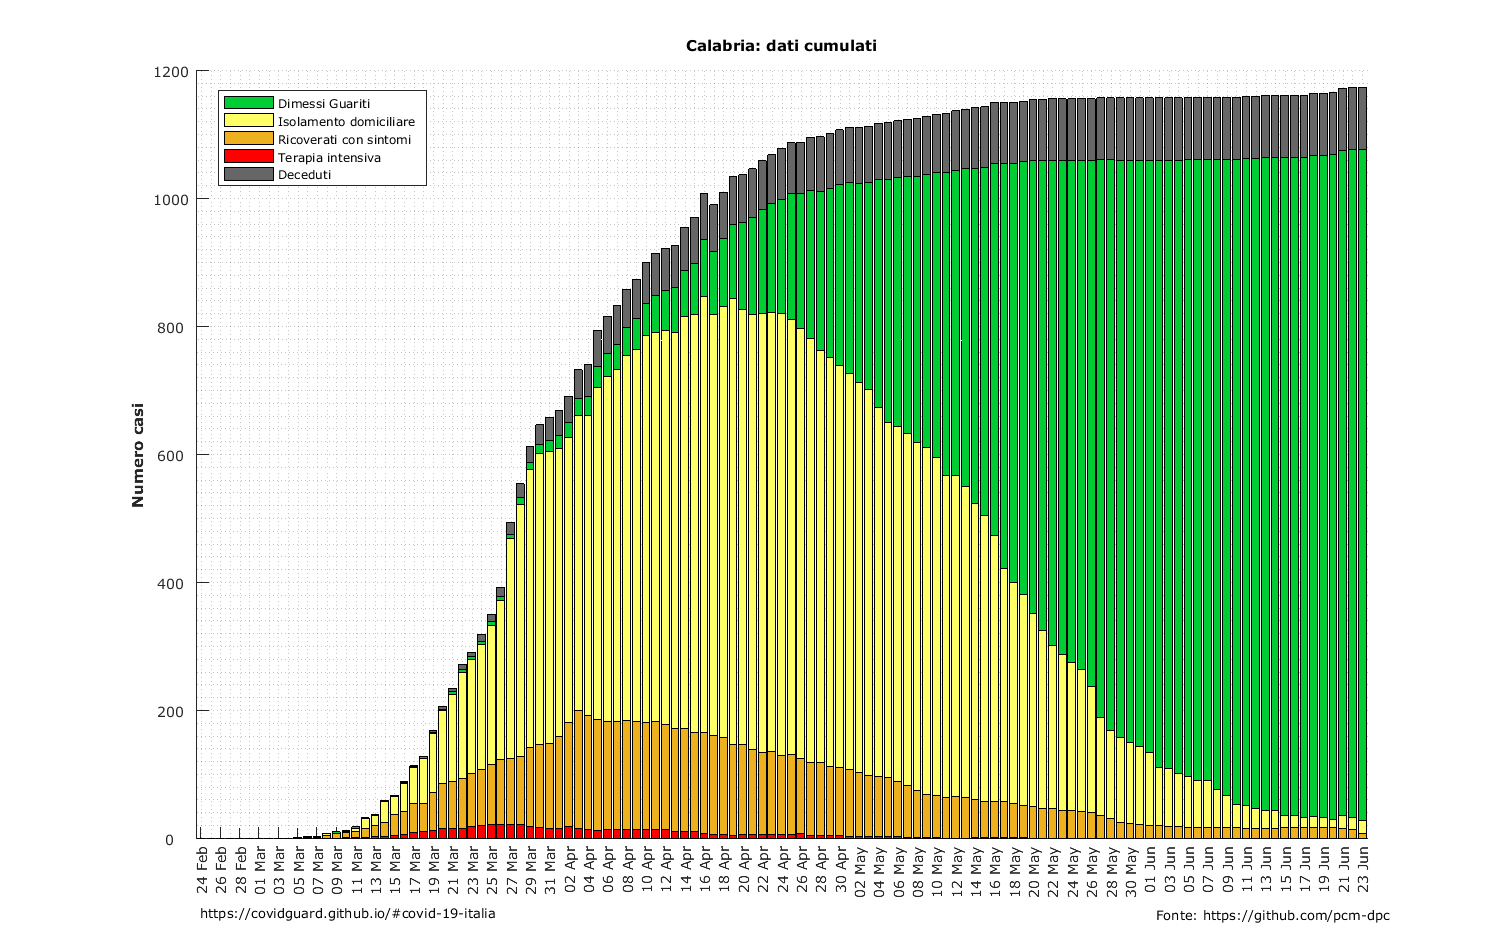 Calabria: dati cumulati
1200
1000
800
600
400
200
0
Numero casi
Dimessi Guariti
Isolamento domiciliare
Ricoverati con sintomi
Terapia intensiva
Deceduti
24 Feb
26 Feb
28 Feb
01 Mar
03 Mar
05 Mar
07 Mar
09 Mar
11 Mar
13 Mar
15 Mar
17 Mar
19 Mar
21 Mar
23 Mar
25 Mar
27 Mar
29 Mar
31 Mar
02 Apr
04 Apr
06 Apr
08 Apr
10 Apr
12 Apr
14 Apr
16 Apr
18 Apr
20 Apr
22 Apr
24 Apr
26 Apr
28 Apr
30 Apr
02 May
04 May
06 May
08 May
10 May
12 May
14 May
16 May
18 May
20 May
22 May
24 May
26 May
28 May
30 May
01 Jun
03 Jun
05 Jun
07 Jun
09 Jun
11 Jun
13 Jun
15 Jun
17 Jun
19 Jun
21 Jun
23 Jun
https://covidguard.github.io/#covid-19-italia
Fonte: https://github.com/pcm-dpc